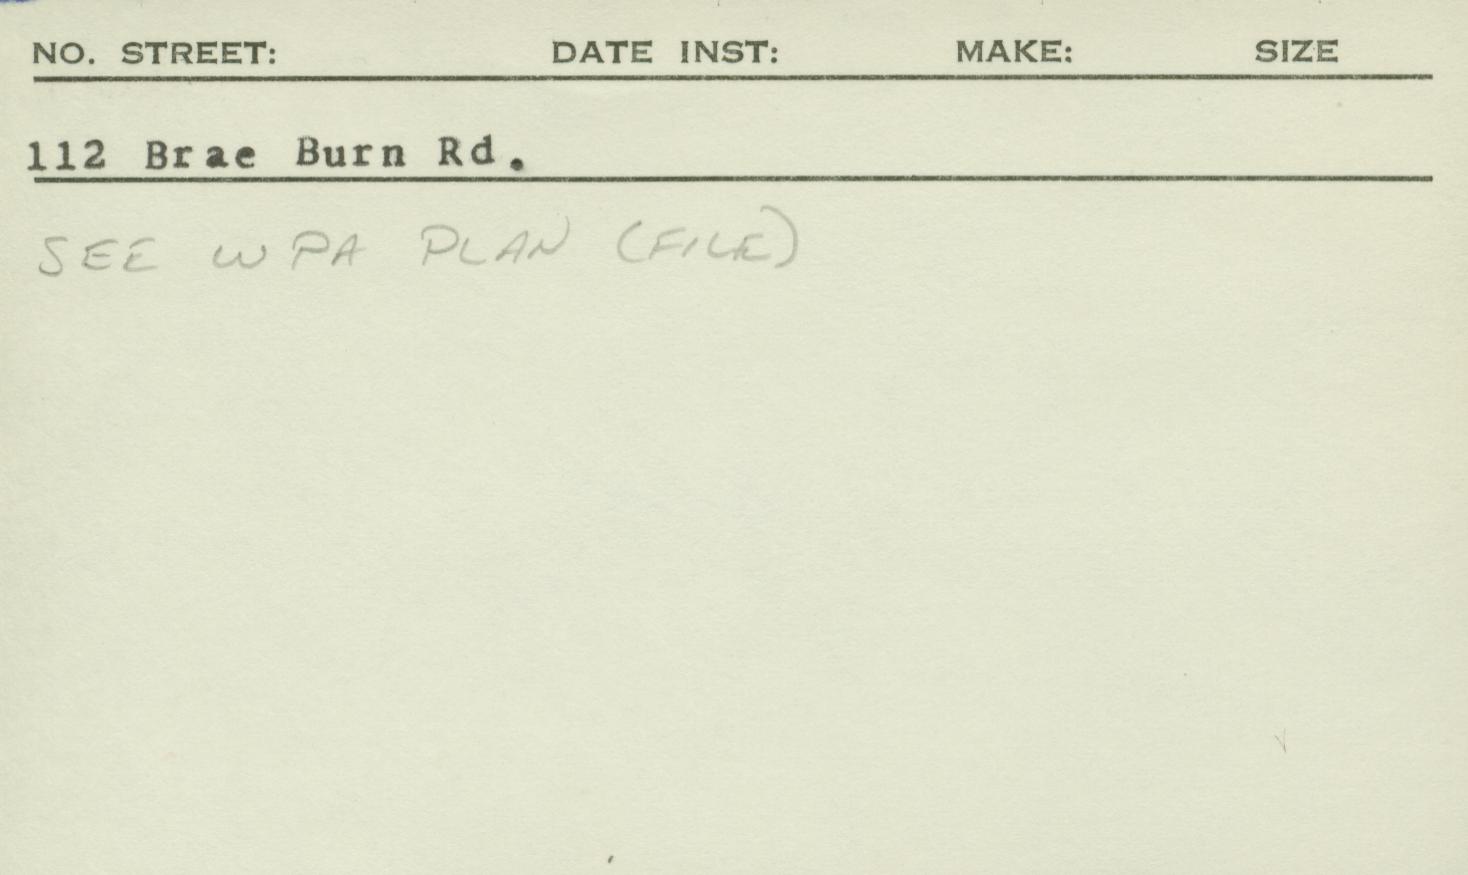 NO. STREET: DATE INST: MAKE: SIZE
112 Brae Burn Rd.
SEE WPA PLAN (FILE)